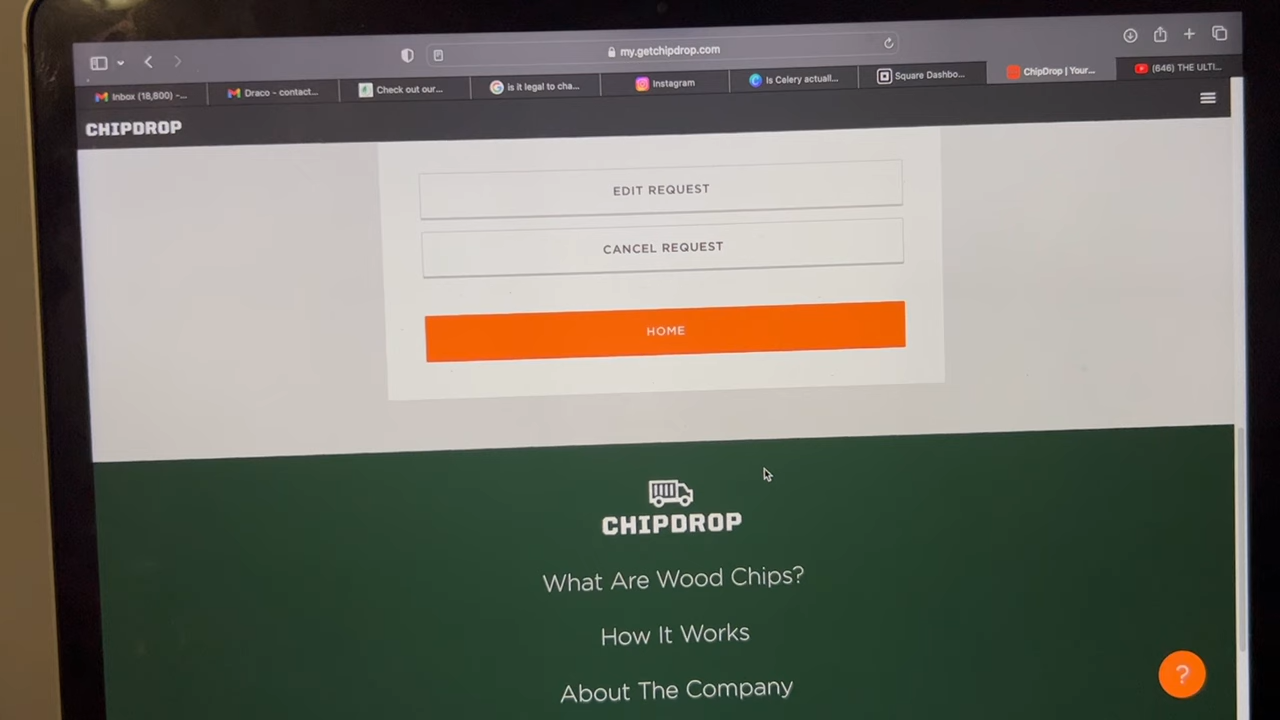 my.getchipdrop.com
Inbox (18,800) -...
Draco - contact...
Check out our...
is it legal to cha...
Instagram
Is Celery actuall...
Square Dashbo...
ChipDrop | Your...
(646) THE ULTI...
CHIPDROP
EDIT REQUEST
CANCEL REQUEST
HOME
CHIPDROP
What Are Wood Chips?
How It Works
About The Company
?